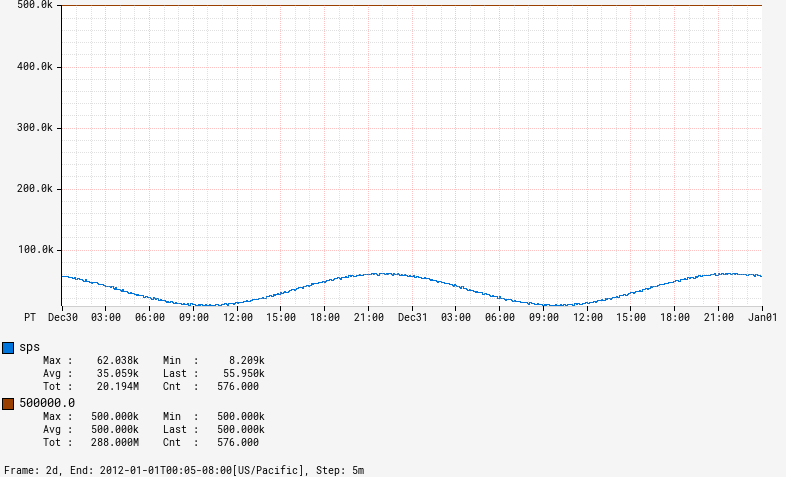 500.0k
400.0k
300.0k
200.0k
100.0k
PT Dec30 03:00 06:00 09:00 12:00 15:00 18:00 21:00 Dec31 03:00 06:00 09:00 12:00 15:00 18:00 21:00 Jan01
sps
Max : 62.038k Min : 8.209k
Avg : 35.059k Last : 55.950k
Tot : 20.194M Cnt : 576.000
500000.0
Max : 500.000k Min : 500.000k
Avg : 500.000k Last : 500.000k
Tot : 288.000M Cnt : 576.000
Frame: 2d, End: 2012-01-01T00:05-08:00[US/Pacific], Step: 5m